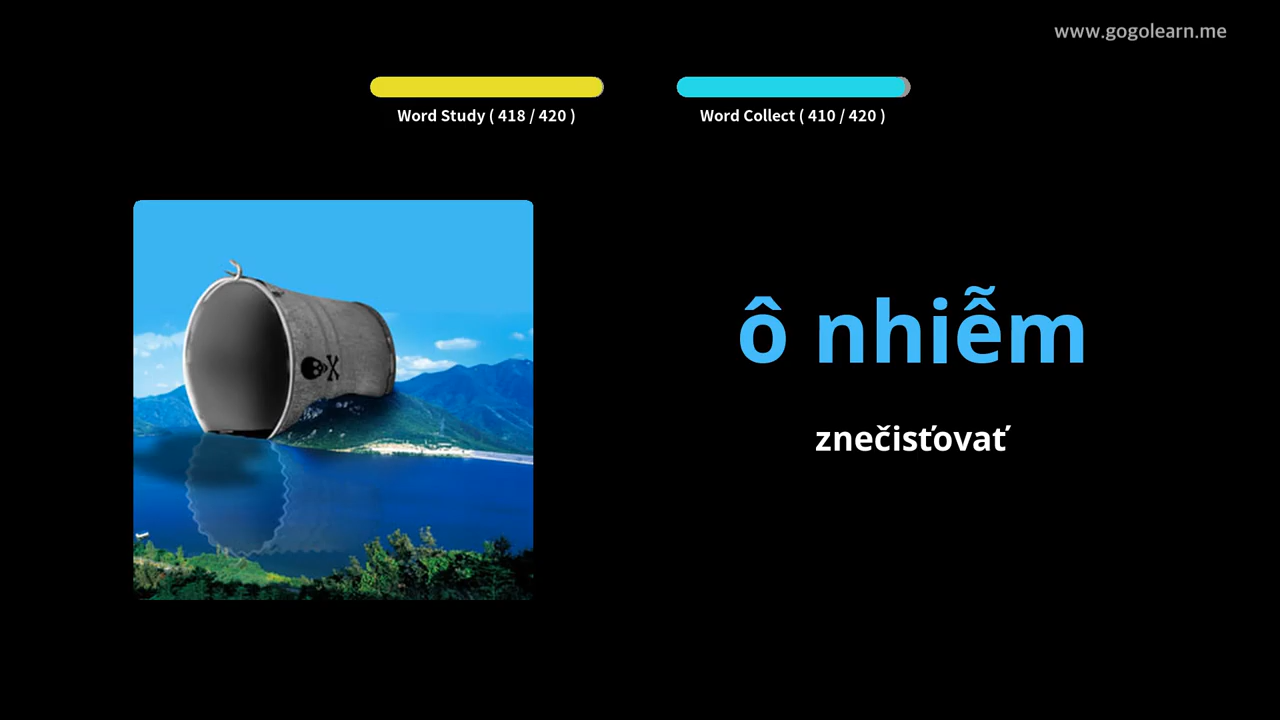 www.gogolearn.me
Word Study ( 418 / 420 )
Word Collect ( 410 / 420 )
ô nhiễm
znečisťovať